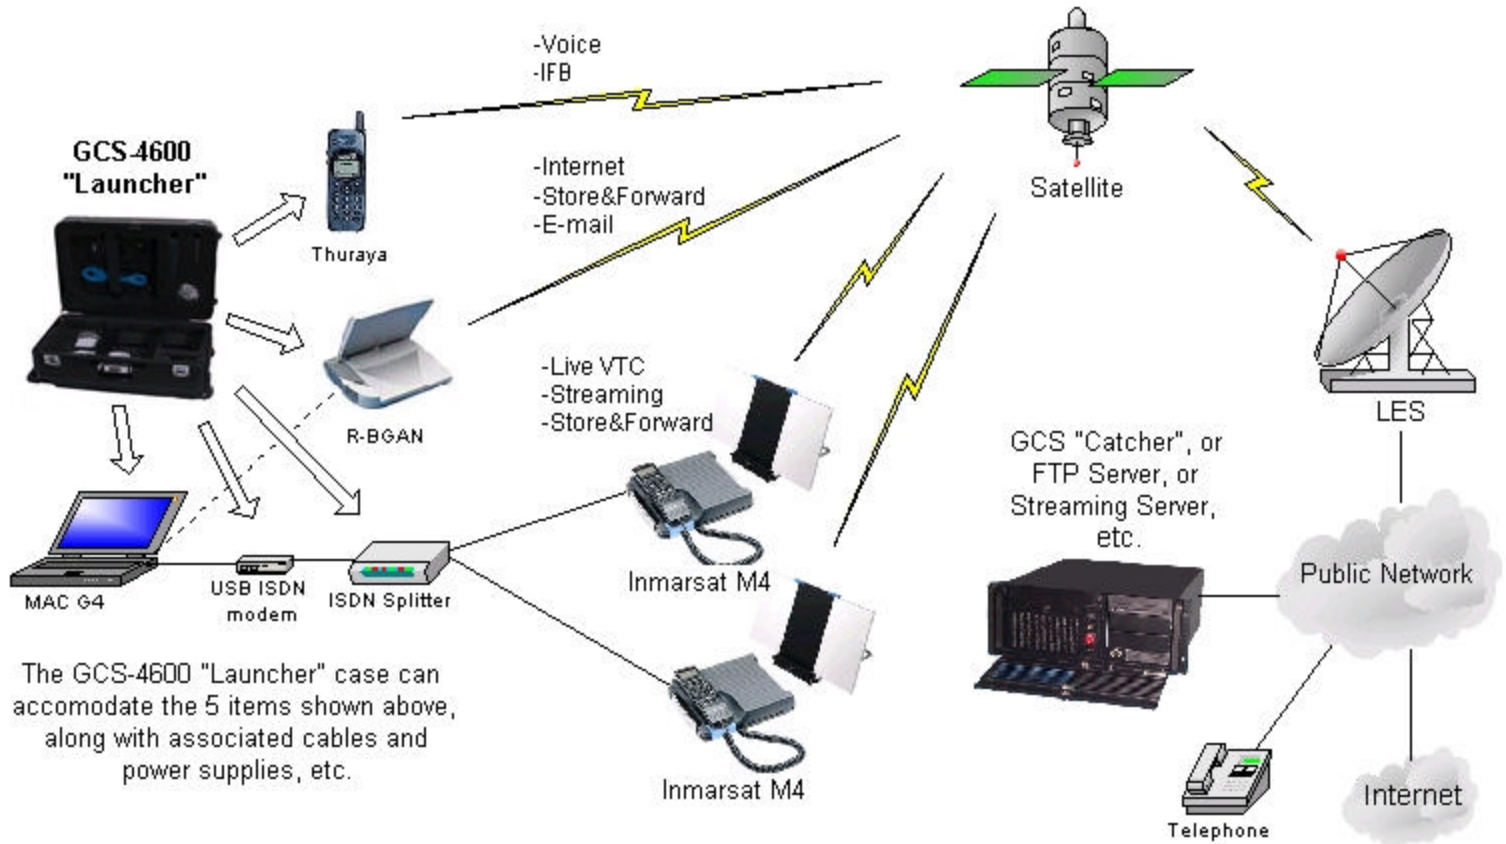 -Voice
-IFB
GCS-4600
"Launcher"
-Internet
-Store&Forward
-E-mail
Satellite
Thuraya
-Live VTC
-Streaming
-Store&Forward
R-BGAN
LES
GCS "Catcher", or
FTP Server, or
Streaming Server,
etc.
Public Network
MAC G4
USB ISDN
modem
ISDN Splitter
Inmarsat M4
The GCS-4600 "Launcher" case can
accomodate the 5 items shown above,
along with associated cables and
power supplies, etc.
Inmarsat M4
Telephone
Internet